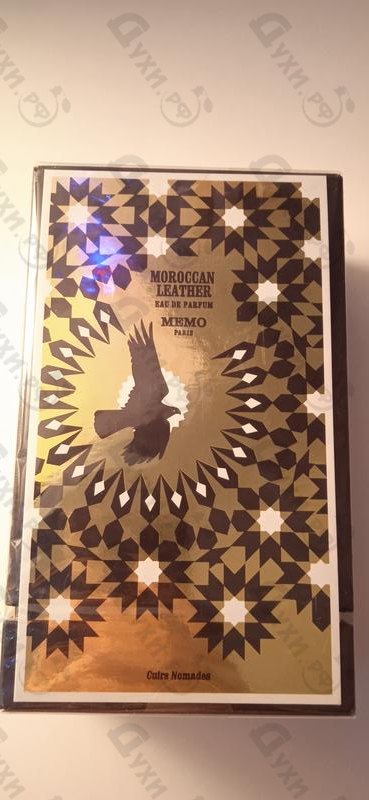 MOROCCAN
LEATHER
EAU DE PARFUM
MEMO
PARIS
Cuirs Nomades
Духи.рф